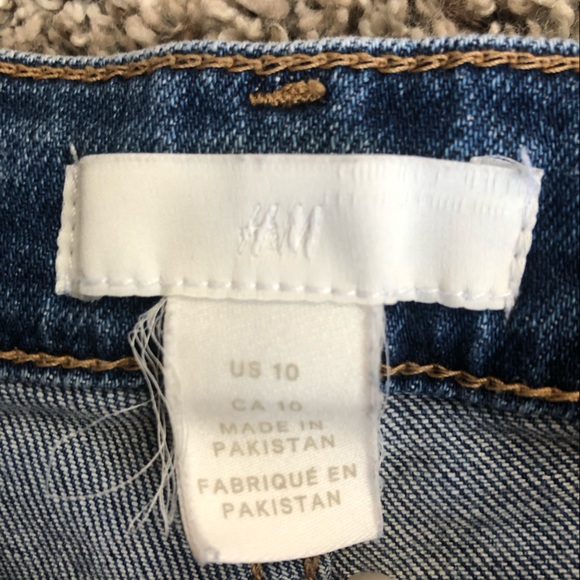 H&M
US 10
CA 10
MADE IN
PAKISTAN
FABRIQUÉ EN
PAKISTAN